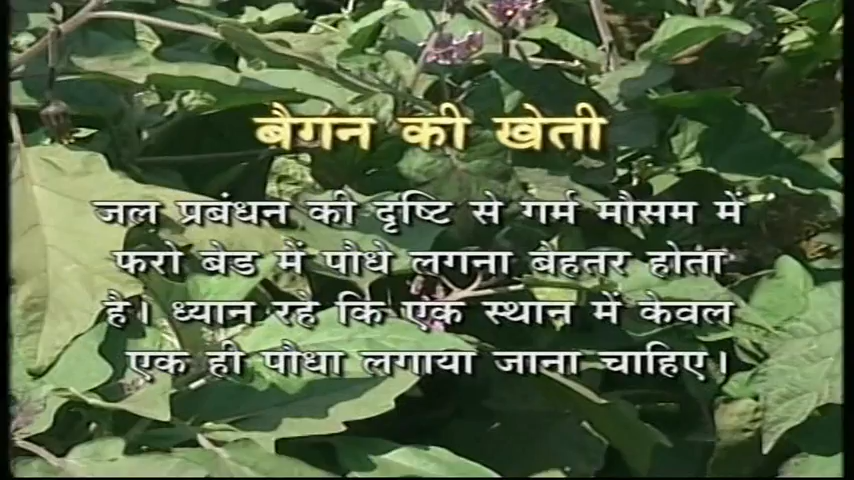 बैगन की खेती
जल प्रबंधन की दृष्टि से गर्म मौसम में
फरो बेड में पौधे लगना बेहतर होता
है। ध्यान रहे कि एक स्थान में केवल
एक ही पौधा लगाया जाना चाहिए।